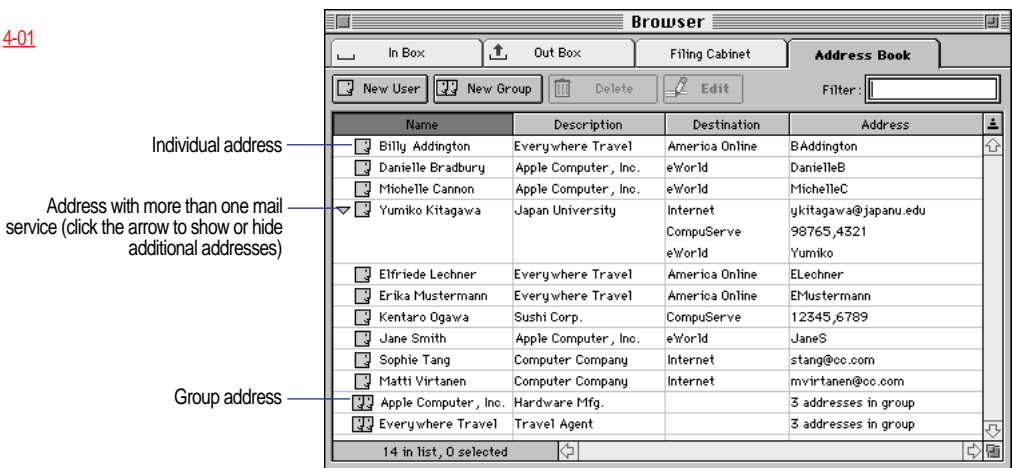 4-01
Browser
In Box Out Box Filing Cabinet Address Book
New User New Group Delete Edit Filter :
Name Description Destination Address
Individual address
Billy Addington Everywhere Travel America Online BAddington
Danielle Bradbury Apple Computer, Inc. eWorld DanielleB
Michelle Cannon Apple Computer, Inc. eWorld MichelleC
Address with more than one mail
service (click the arrow to show or hide
additional addresses)
Yumiko Kitagawa Japan University Internet ykitagawa@japanu.edu
CompuServe 98765,4321
eWorld Yumiko
Elfriede Lechner Everywhere Travel America Online ELechner
Erika Mustermann Everywhere Travel America Online EMustermann
Kentaro Ogawa Sushi Corp. CompuServe 12345,6789
Jane Smith Apple Computer, Inc. eWorld JaneS
Sophie Tang Computer Company Internet stang@cc.com
Matti Virtanen Computer Company Internet mvirtanen@cc.com
Group address
Apple Computer, Inc. Hardware Mfg. 3 addresses in group
Everywhere Travel Travel Agent 3 addresses in group
14 in list, 0 selected